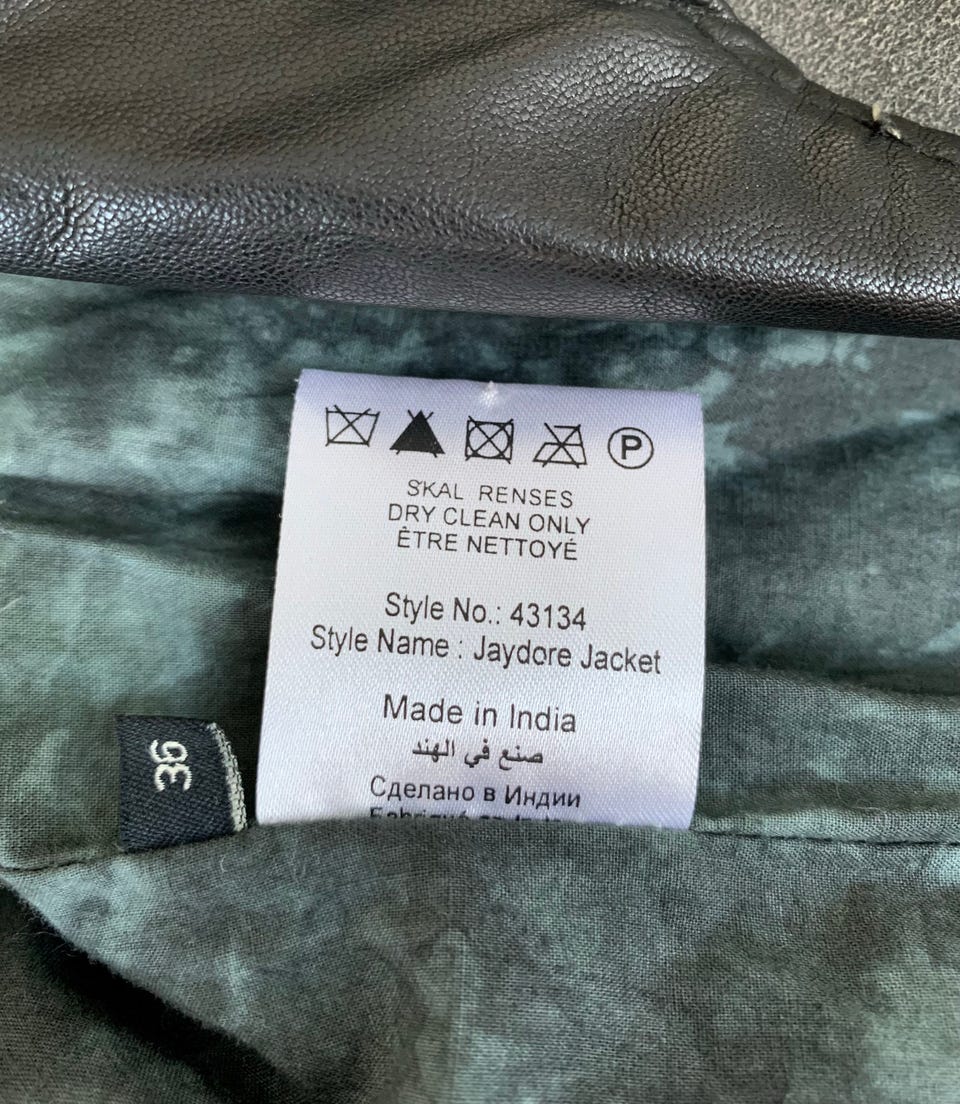 P
SKAL RENSES
DRY CLEAN ONLY
ÊTRE NETTOYÉ
Style No.: 43134
Style Name : Jaydore Jacket
Made in India
صنع في الهند
Сделано в Индии
36